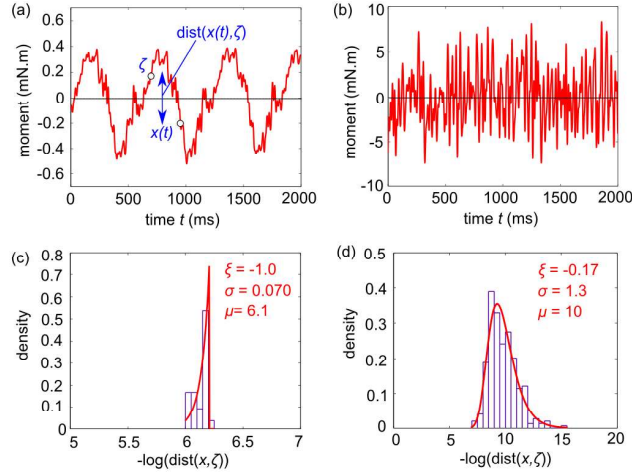 (a)
dist(x(t),ζ)
ζ
x(t)
moment (mN.m)
0.6
0.4
0.2
0
-0.2
-0.4
-0.6
0 500 1000 1500 2000
time t (ms)
(b)
moment (mN.m)
10
5
0
-5
-10
0 500 1000 1500 2000
time t (ms)
(c)
ξ = -1.0
σ = 0.070
μ= 6.1
density
0.8
0.7
0.6
0.5
0.4
0.3
0.2
0.1
0
5 5.5 6 6.5 7
-log(dist(x,ζ))
(d)
ξ = -0.17
σ = 1.3
μ = 10
density
0.5
0.4
0.3
0.2
0.1
0
0 5 10 15 20
-log(dist(x,ζ))